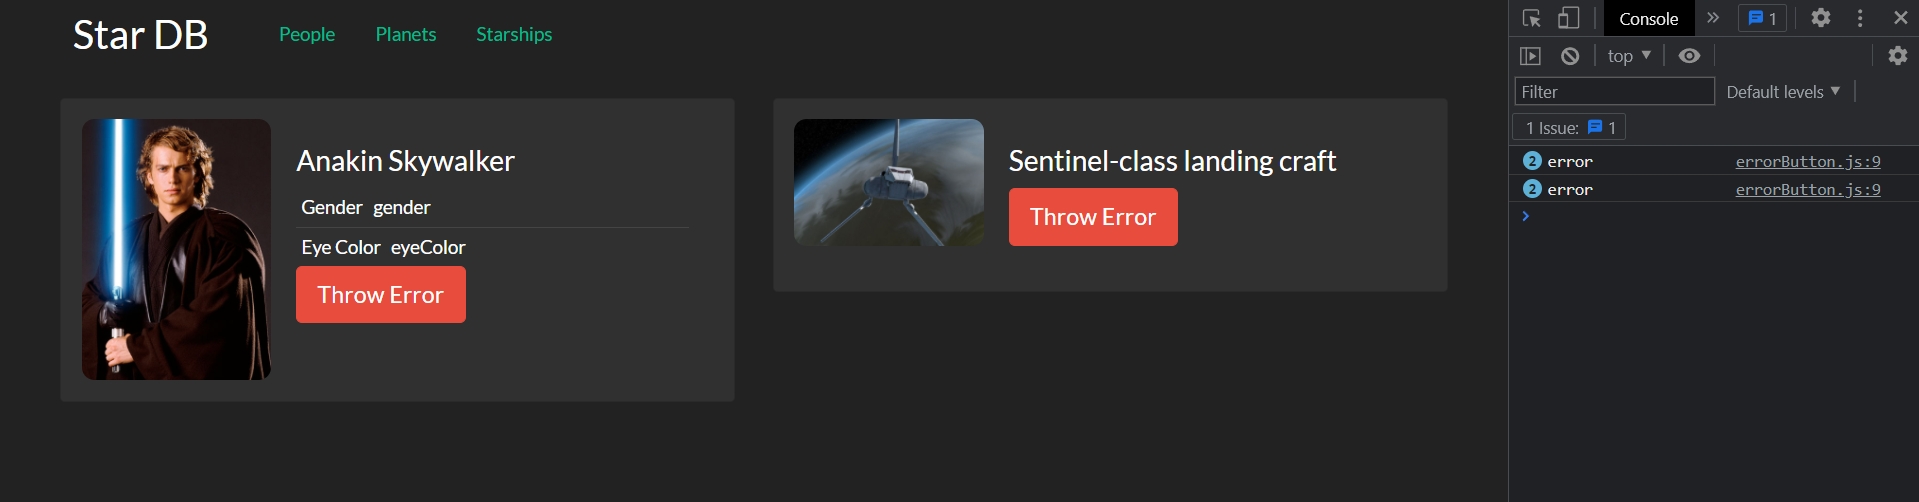 Star DB People Planets Starships
Anakin Skywalker
Gender gender
Eye Color eyeColor
Throw Error
Sentinel-class landing craft
Throw Error
Console 1
top
Filter Default levels
1 Issue: 1
2 error errorButton.js:9
2 error errorButton.js:9